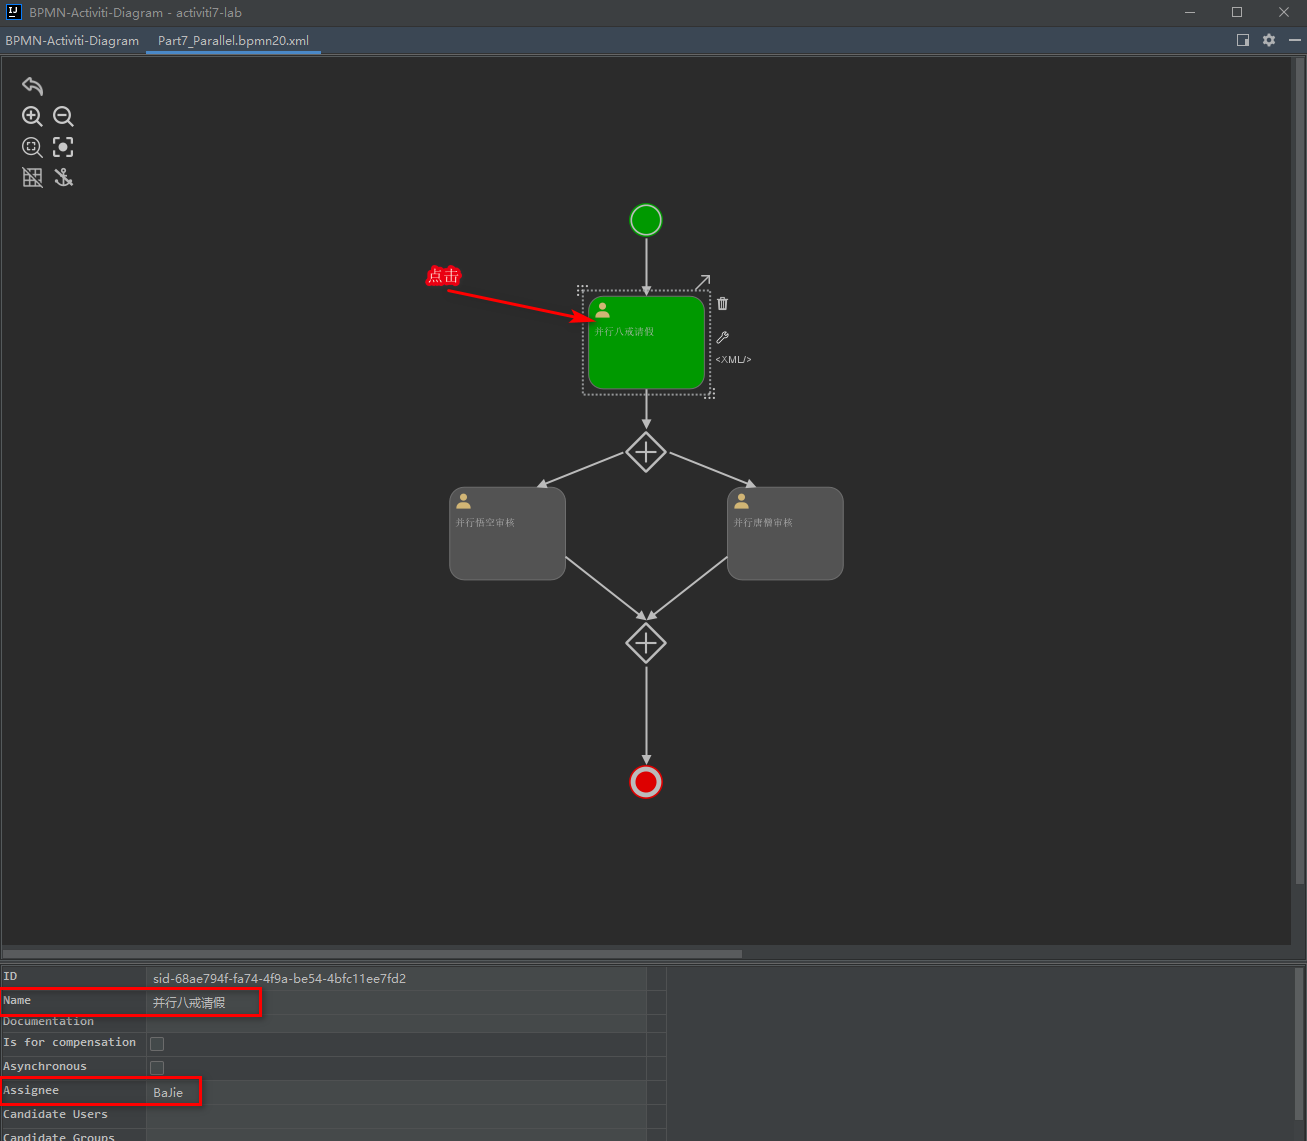 BPMN-Activiti-Diagram - activiti7-lab
BPMN-Activiti-Diagram
Part7_Parallel.bpmn20.xml
点击
并行八戒请假
<XML/>
并行悟空审核
并行唐僧审核
ID
sid-68ae794f-fa74-4f9a-be54-4bfc11ee7fd2
Name
并行八戒请假
Documentation
Is for compensation
Asynchronous
Assignee
BaJie
Candidate Users
Candidate Groups